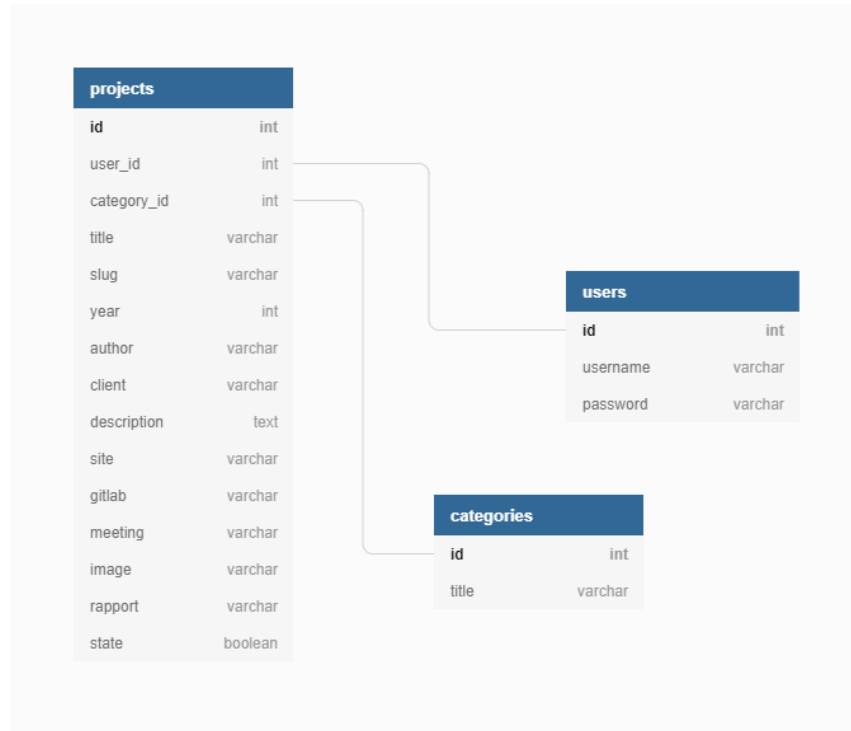 projects
id int
user_id int
category_id int
title varchar
slug varchar
year int
author varchar
client varchar
description text
site varchar
gitlab varchar
meeting varchar
image varchar
rapport varchar
state boolean
users
id int
username varchar
password varchar
categories
id int
title varchar